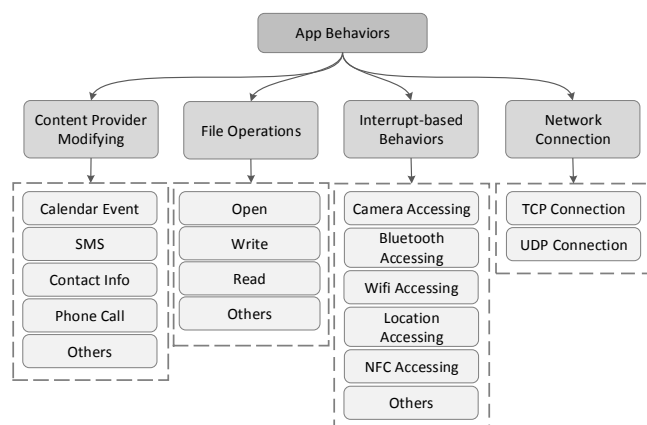 App Behaviors
Content Provider
Modifying
File Operations
Interrupt-based
Behaviors
Network
Connection
Calendar Event
SMS
Contact Info
Phone Call
Others
Open
Write
Read
Others
Camera Accessing
Bluetooth
Accessing
Wifi Accessing
Location
Accessing
NFC Accessing
Others
TCP Connection
UDP Connection